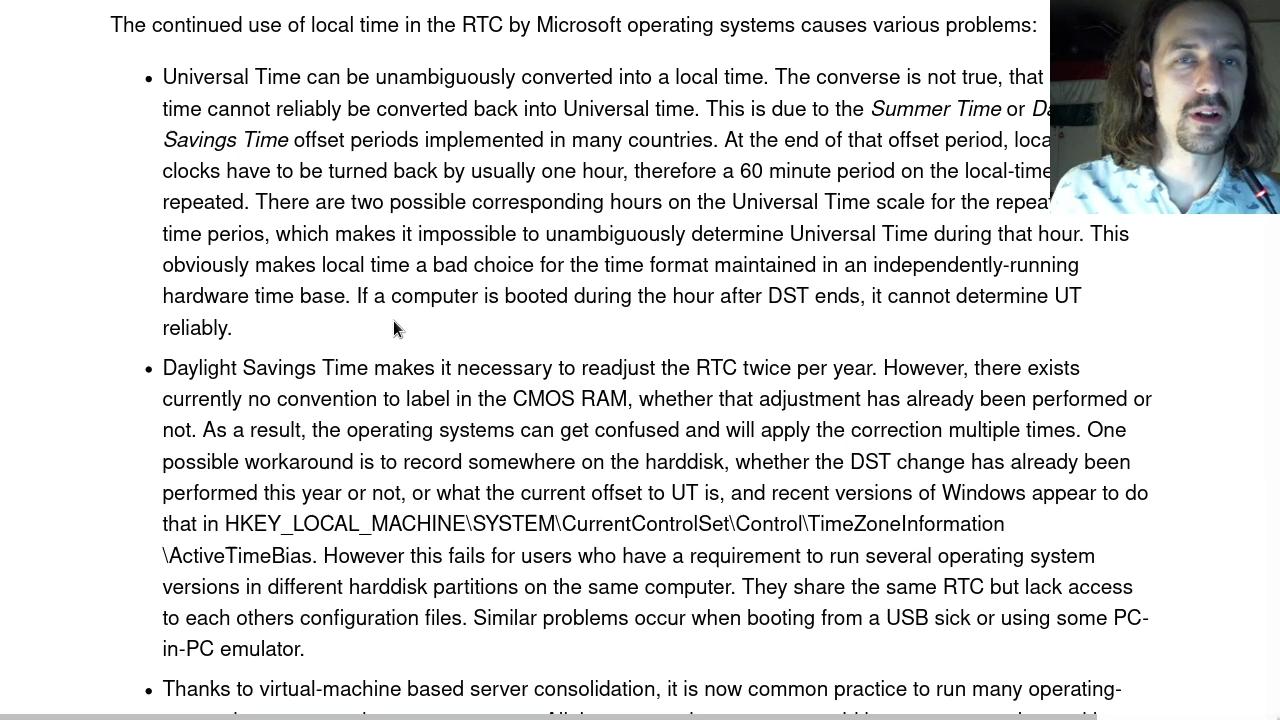 The continued use of local time in the RTC by Microsoft operating systems causes various problems:
• Universal Time can be unambiguously converted into a local time. The converse is not true, that
time cannot reliably be converted back into Universal time. This is due to the Summer Time or
Savings Time offset periods implemented in many countries. At the end of that offset period,
clocks have to be turned back by usually one hour, therefore a 60 minute period on the local-time
repeated. There are two possible corresponding hours on the Universal Time scale for the
time perios, which makes it impossible to unambiguously determine Universal Time during that hour. This
obviously makes local time a bad choice for the time format maintained in an independently-running
hardware time base. If a computer is booted during the hour after DST ends, it cannot determine UT
reliably.
• Daylight Savings Time makes it necessary to readjust the RTC twice per year. However, there exists
currently no convention to label in the CMOS RAM, whether that adjustment has already been performed or
not. As a result, the operating systems can get confused and will apply the correction multiple times. One
possible workaround is to record somewhere on the harddisk, whether the DST change has already been
performed this year or not, or what the current offset to UT is, and recent versions of Windows appear to do
that in HKEY_LOCAL_MACHINE\SYSTEM\CurrentControlSet\Control\TimeZoneInformation
\ActiveTimeBias. However this fails for users who have a requirement to run several operating system
versions in different harddisk partitions on the same computer. They share the same RTC but lack access
to each others configuration files. Similar problems occur when booting from a USB sick or using some PC-
in-PC emulator.
• Thanks to virtual-machine based server consolidation, it is now common practice to run many operating-